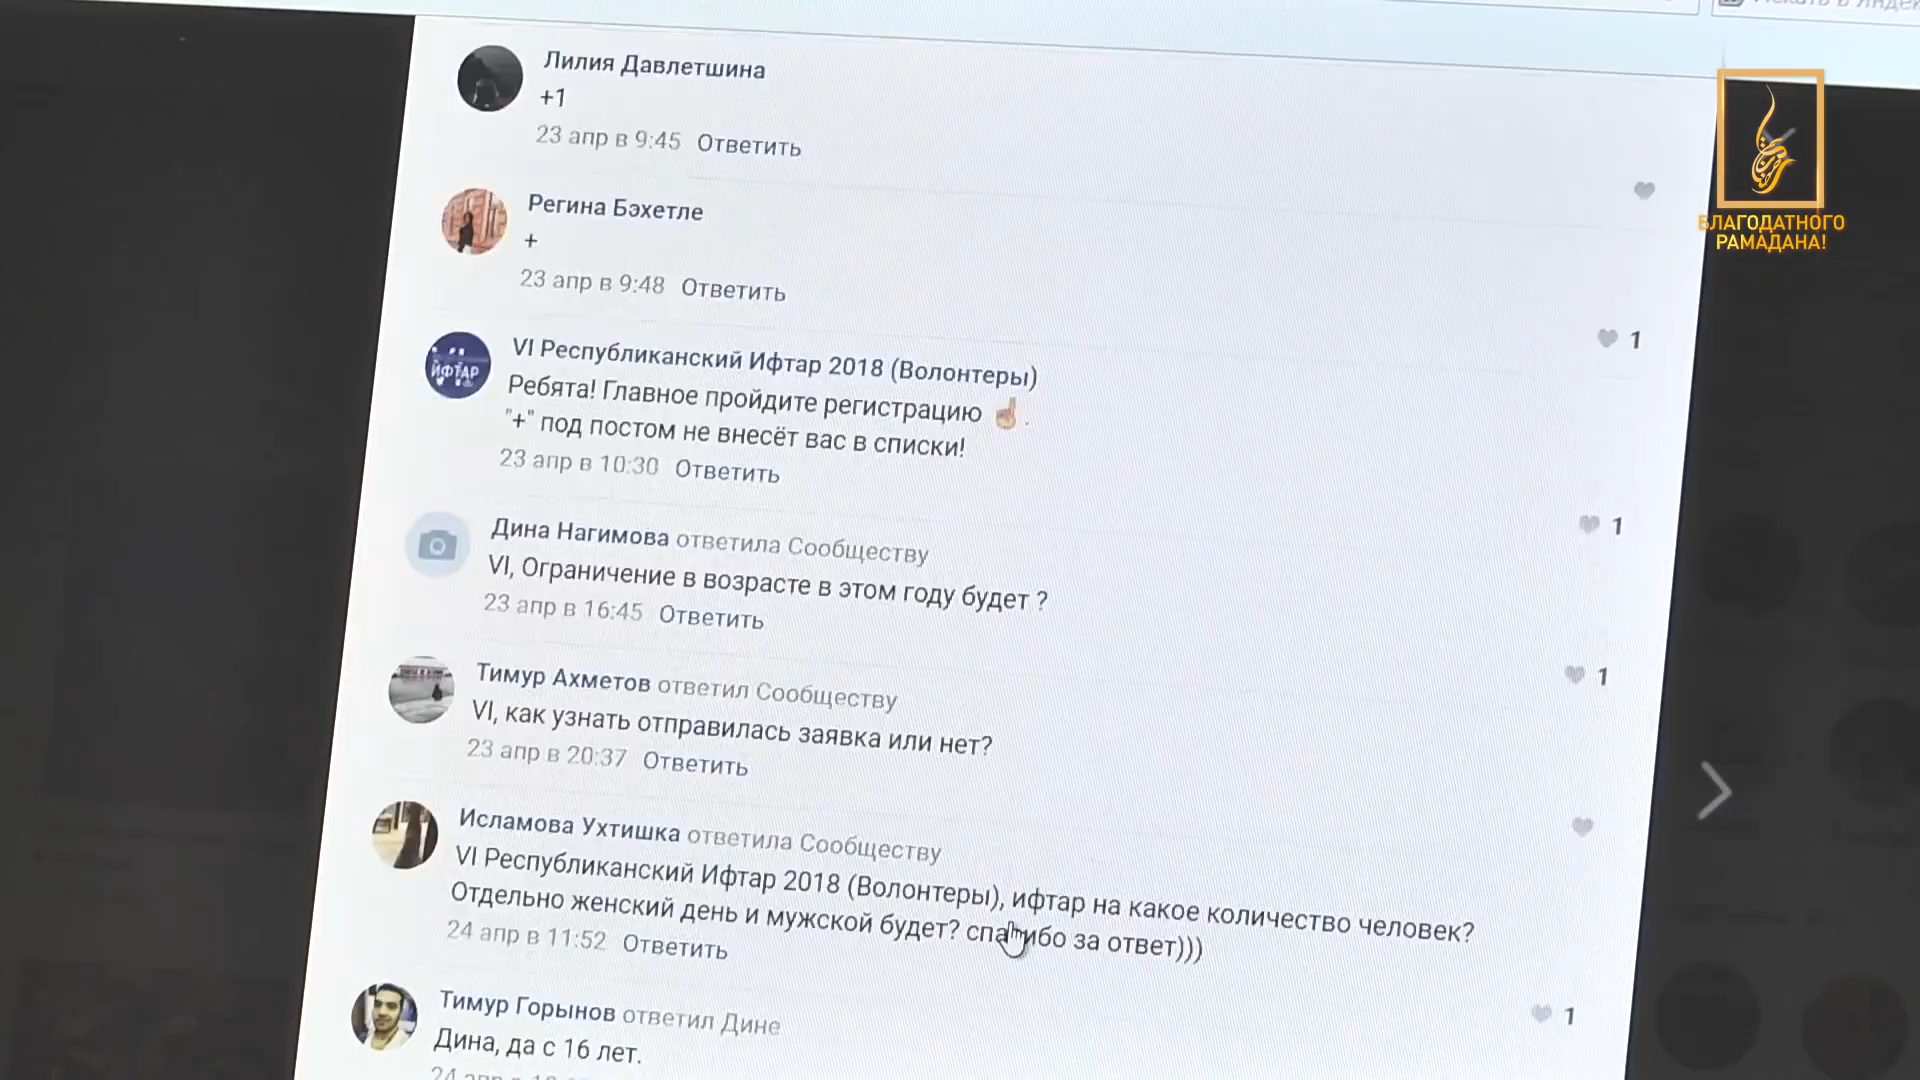 Лилия Давлетшина
+1
23 апр в 9:45 Ответить
Регина Бэхетле
+
23 апр в 9:48 Ответить
1
VI Республиканский Ифтар 2018 (Волонтеры)
Ребята! Главное пройдите регистрацию ☝.
"+" под постом не внесёт вас в списки!
23 апр в 10:30 Ответить
1
Дина Нагимова ответила Сообществу
VI, Ограничение в возрасте в этом году будет ?
23 апр в 16:45 Ответить
1
Тимур Ахметов ответил Сообществу
VI, как узнать отправилась заявка или нет?
23 апр в 20:37 Ответить
Исламова Ухтишка ответила Сообществу
VI Республиканский Ифтар 2018 (Волонтеры), ифтар на какое количество человек?
Отдельно женский день и мужской будет? спасибо за ответ)))
24 апр в 11:52 Ответить
1
Тимур Горынов ответил Дине
Дина, да с 16 лет.
ИФТАР
БЛАГОДАТНОГО
РАМАДАНА!